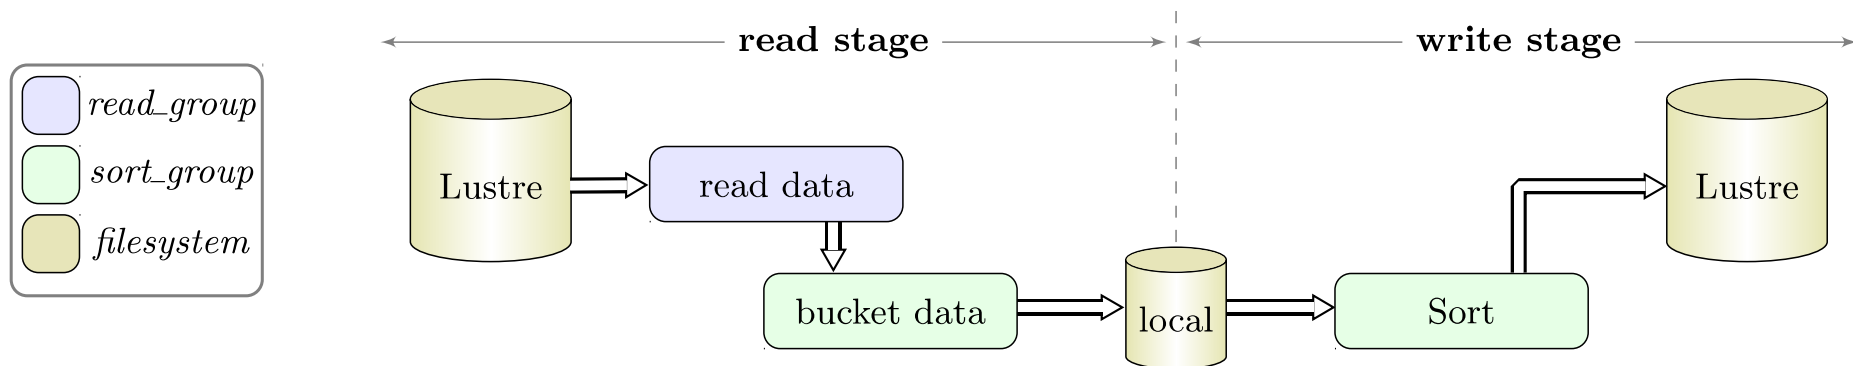 read stage
write stage
read_group
sort_group
filesystem
Lustre
read data
Lustre
bucket data
local
Sort